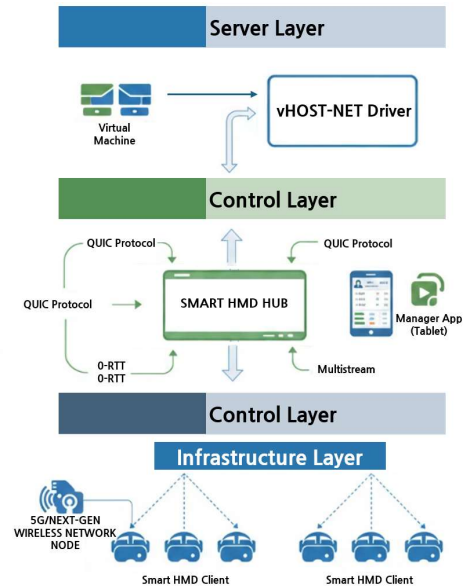 Server Layer
Virtual
Machine
vHOST-NET Driver
Control Layer
QUIC Protocol
QUIC Protocol
QUIC Protocol
SMART HMD HUB
Manager App
(Tablet)
0-RTT
0-RTT
Multistream
Control Layer
Infrastructure Layer
5G/NEXT-GEN
WIRELESS NETWORK
NODE
Smart HMD Client
Smart HMD Client